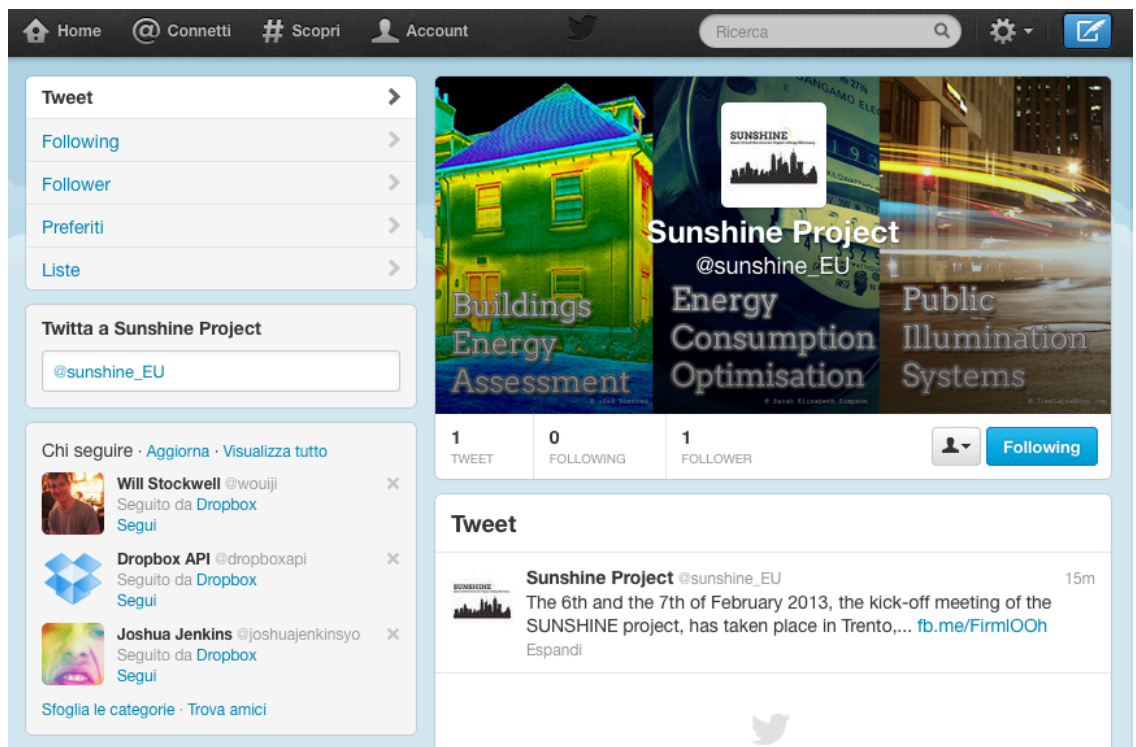 Home
Connetti
Scopri
Account
Ricerca
Tweet
Following
Follower
Preferiti
Liste
Twitta a Sunshine Project
@sunshine_EU
Chi seguire · Aggiorna · Visualizza tutto
Will Stockwell @wouiji
Seguito da Dropbox
Segui
Dropbox API @dropboxapi
Seguito da Dropbox
Segui
Joshua Jenkins @joshuajenkinsyo
Seguito da Dropbox
Segui
Sfoglia le categorie · Trova amici
SUNSHINE
Sunshine Project
@sunshine_EU
Buildings
Energy
Assessment
Energy
Consumption
Optimisation
© Sarah Elizabeth Simpson
Public
Illumination
Systems
1
TWEET
0
FOLLOWING
1
FOLLOWER
Following
Tweet
SUNSHINE
Sunshine Project @sunshine_EU 15m
The 6th and the 7th of February 2013, the kick-off meeting of the
SUNSHINE project, has taken place in Trento,... fb.me/FirmlOOh
Espandi